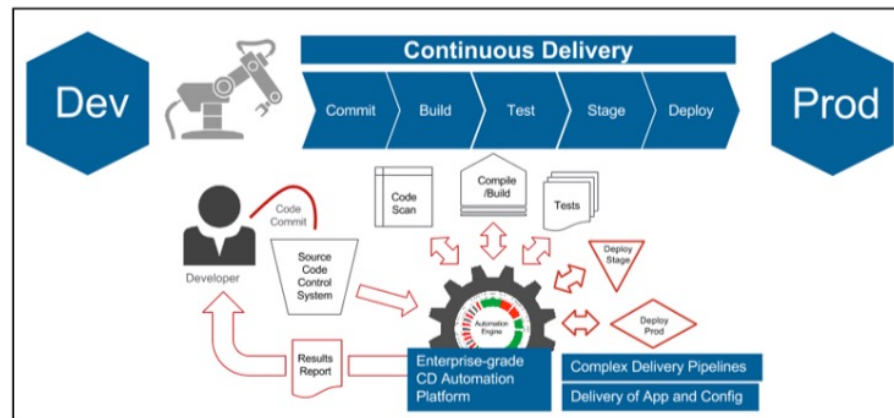 Continuous Delivery
Dev
Commit
Build
Test
Stage
Deploy
Prod
Code
Scan
Compile
/Build
Tests
Code
Commit
Developer
Source
Code
Control
System
Deploy
Stage
Automation
Engine
Deploy
Prod
Results
Report
Enterprise-grade
CD Automation
Platform
Complex Delivery Pipelines
Delivery of App and Config